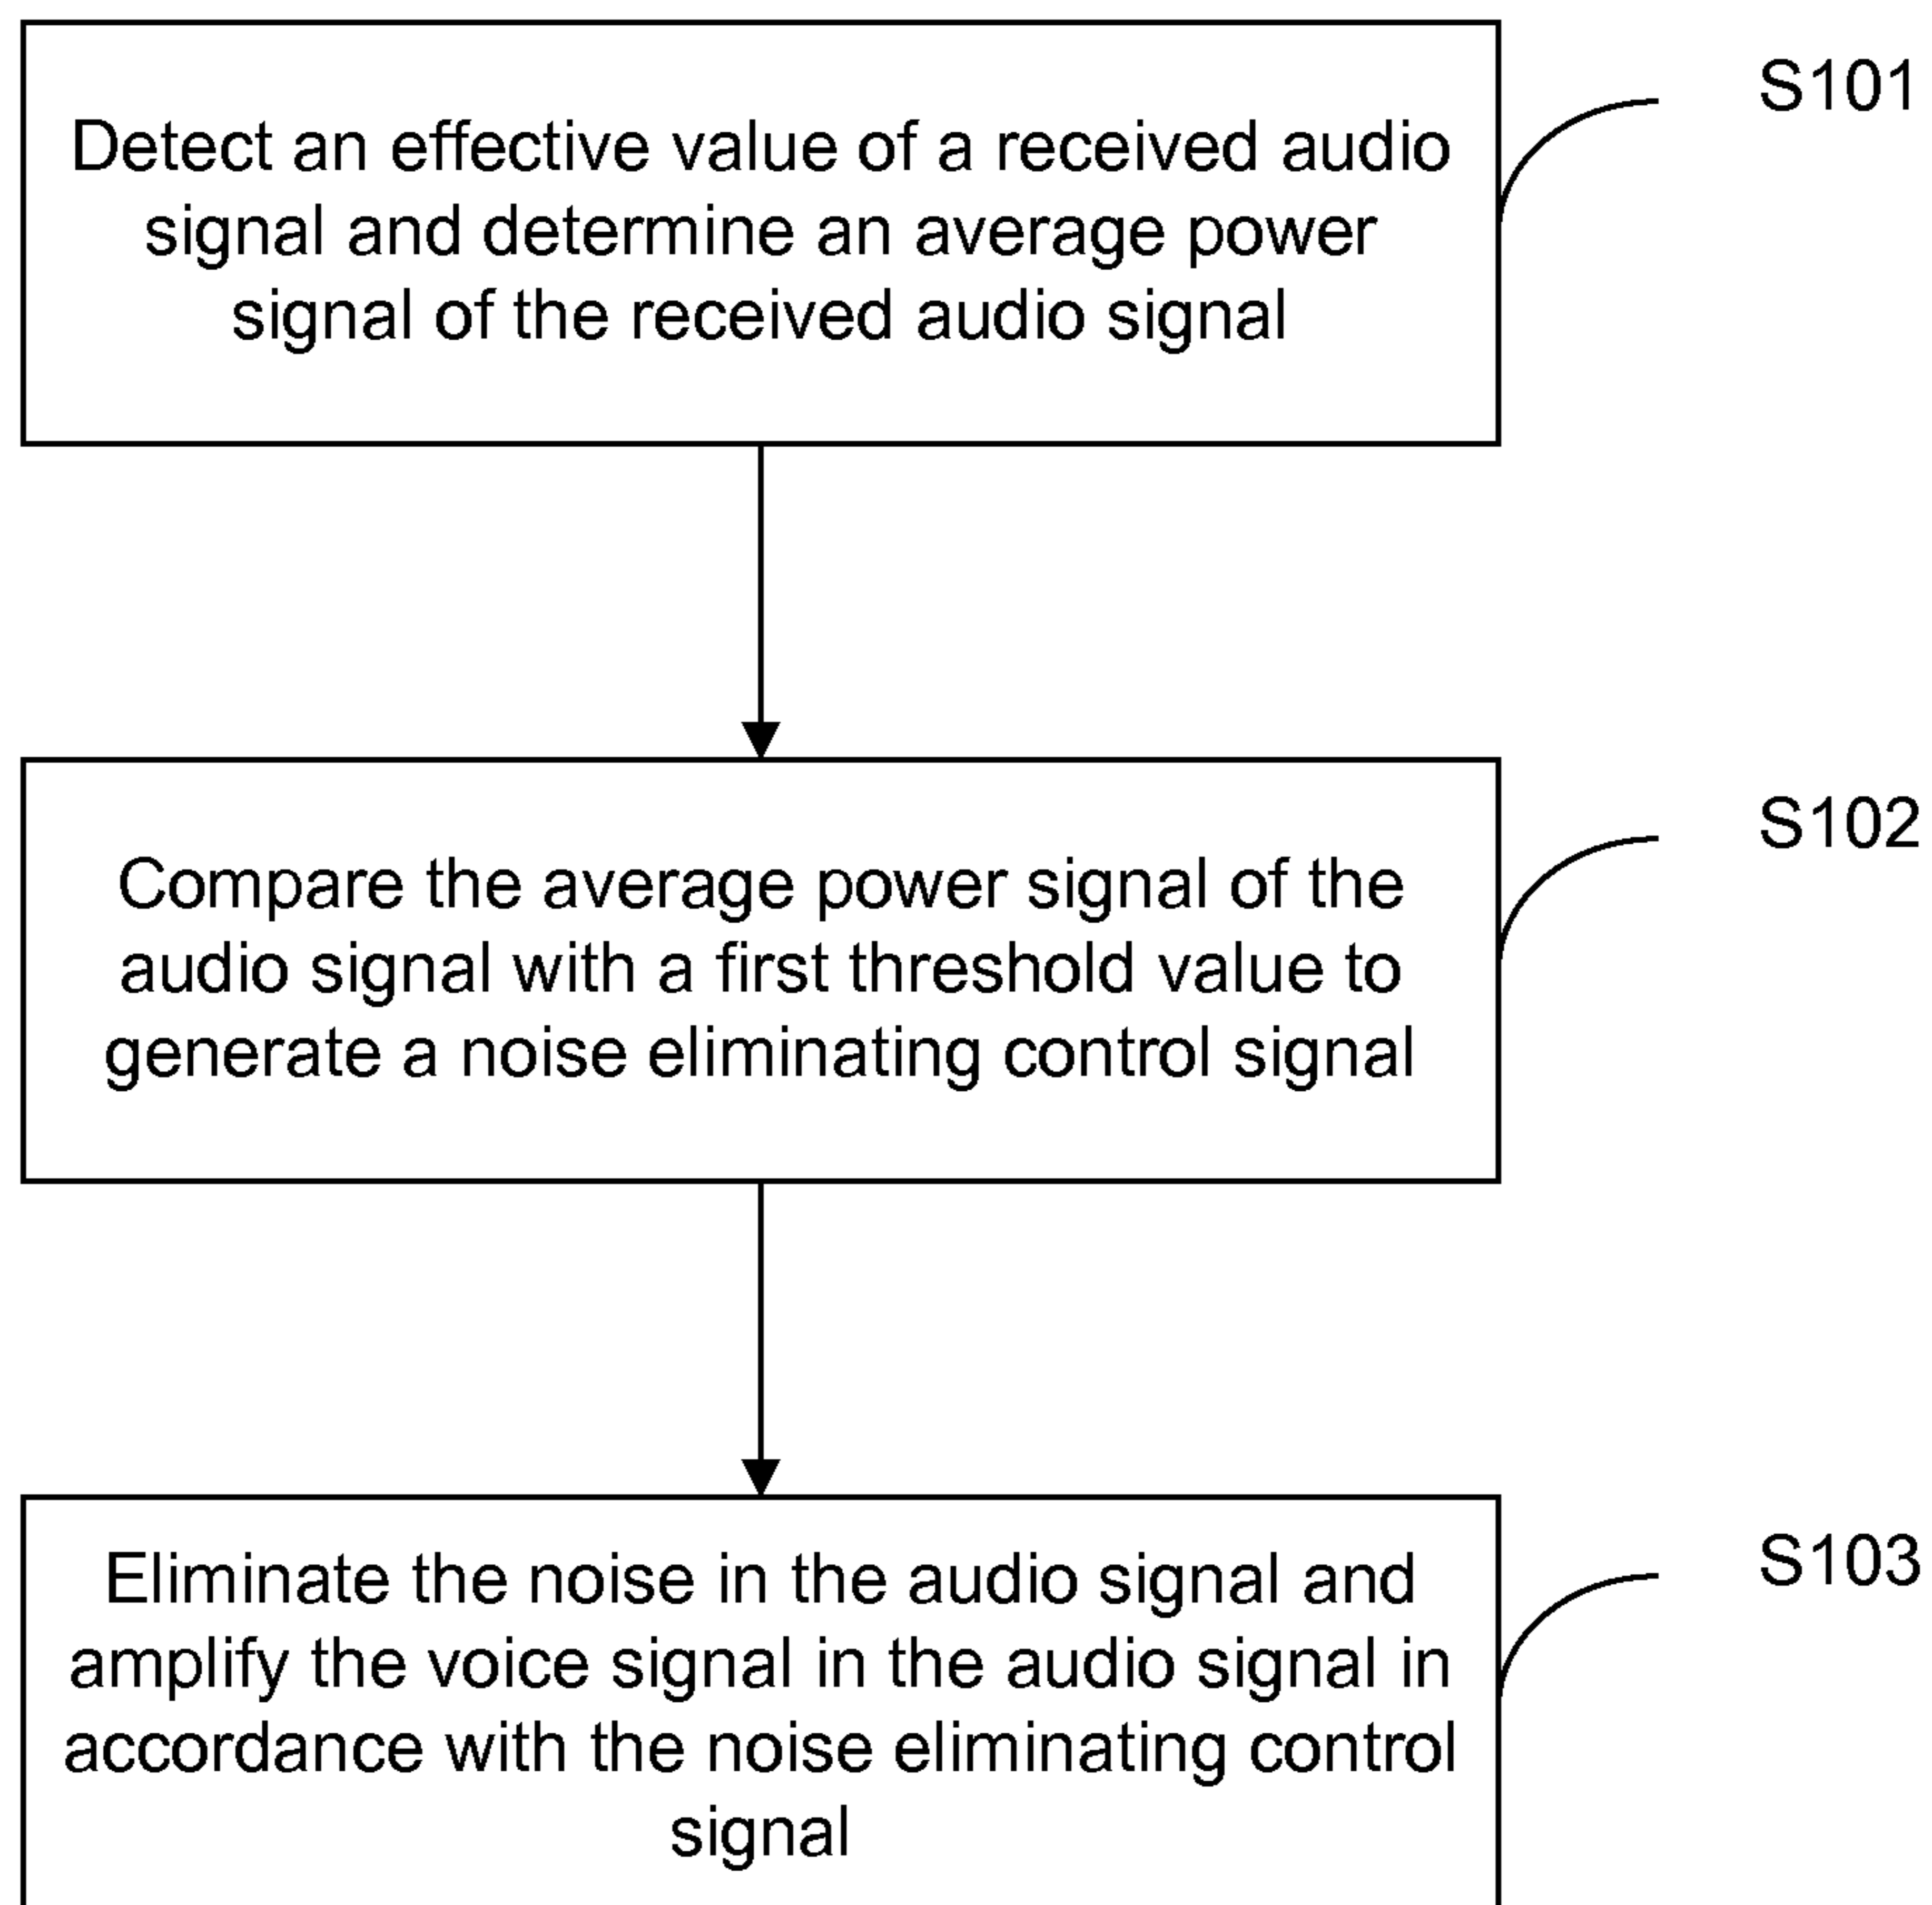 S101
Detect an effective value of a received audio
signal and determine an average power
signal of the received audio signal
S102
Compare the average power signal of the
audio signal with a first threshold value to
generate a noise eliminating control signal
S103
Eliminate the noise in the audio signal and
amplify the voice signal in the audio signal in
accordance with the noise eliminating control
signal